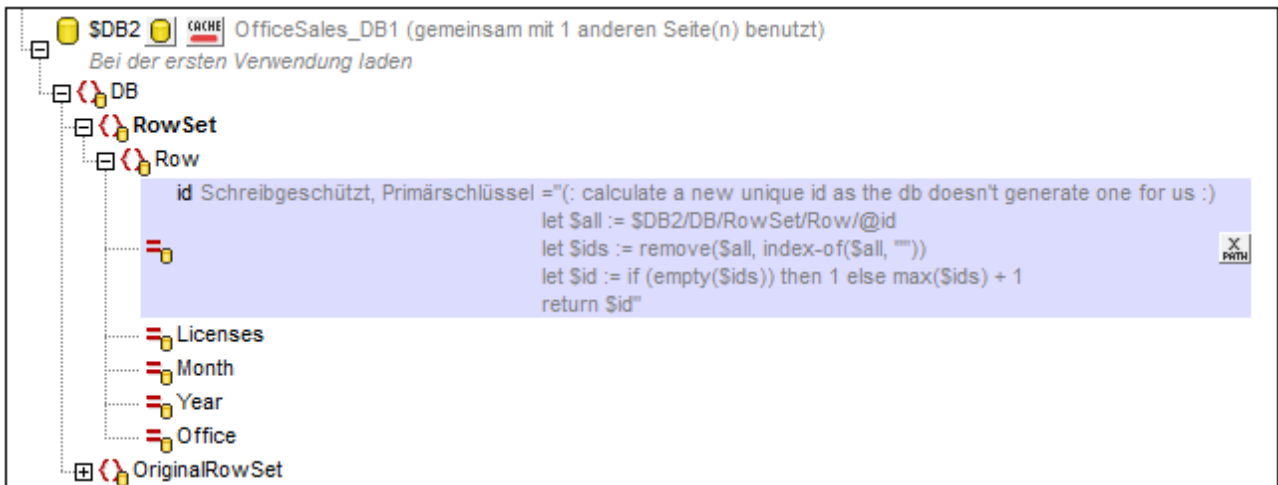 $DB2 CACHE OfficeSales_DB1 (gemeinsam mit 1 anderen Seite(n) benutzt)
Bei der ersten Verwendung laden
DB
RowSet
Row
id Schreibgeschützt, Primärschlüssel ="(: calculate a new unique id as the db doesn't generate one for us :)
let $all := $DB2/DB/RowSet/Row/@id
let $ids := remove($all, index-of($all, ""))
X PATH
let $id := if (empty($ids)) then 1 else max($ids) + 1
return $id"
Licenses
Month
Year
Office
OriginalRowSet